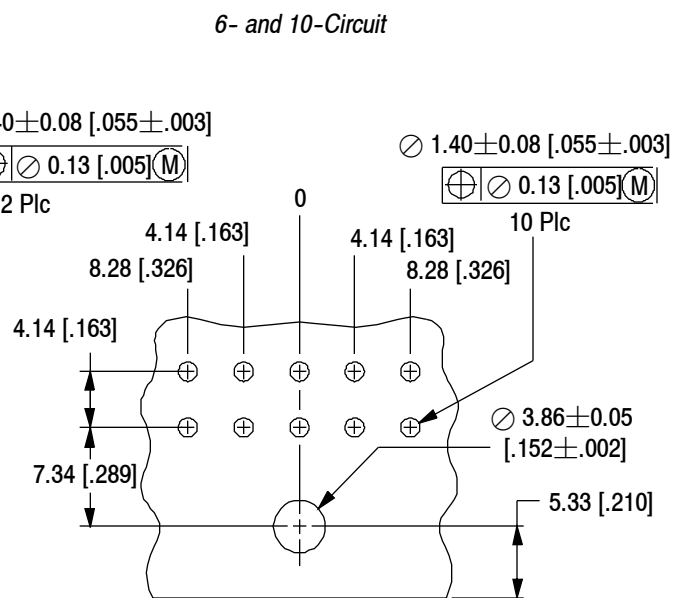 6- and 10-Circuit
0±0.08 [.055±.003]
⌀ 0.13 [.005] Ⓜ
2 Plc
⌀ 1.40±0.08 [.055±.003]
⌖ ⌀ 0.13 [.005] Ⓜ
10 Plc
0
4.14 [.163]
4.14 [.163]
8.28 [.326]
8.28 [.326]
4.14 [.163]
⌀ 3.86±0.05
[.152±.002]
7.34 [.289]
5.33 [.210]